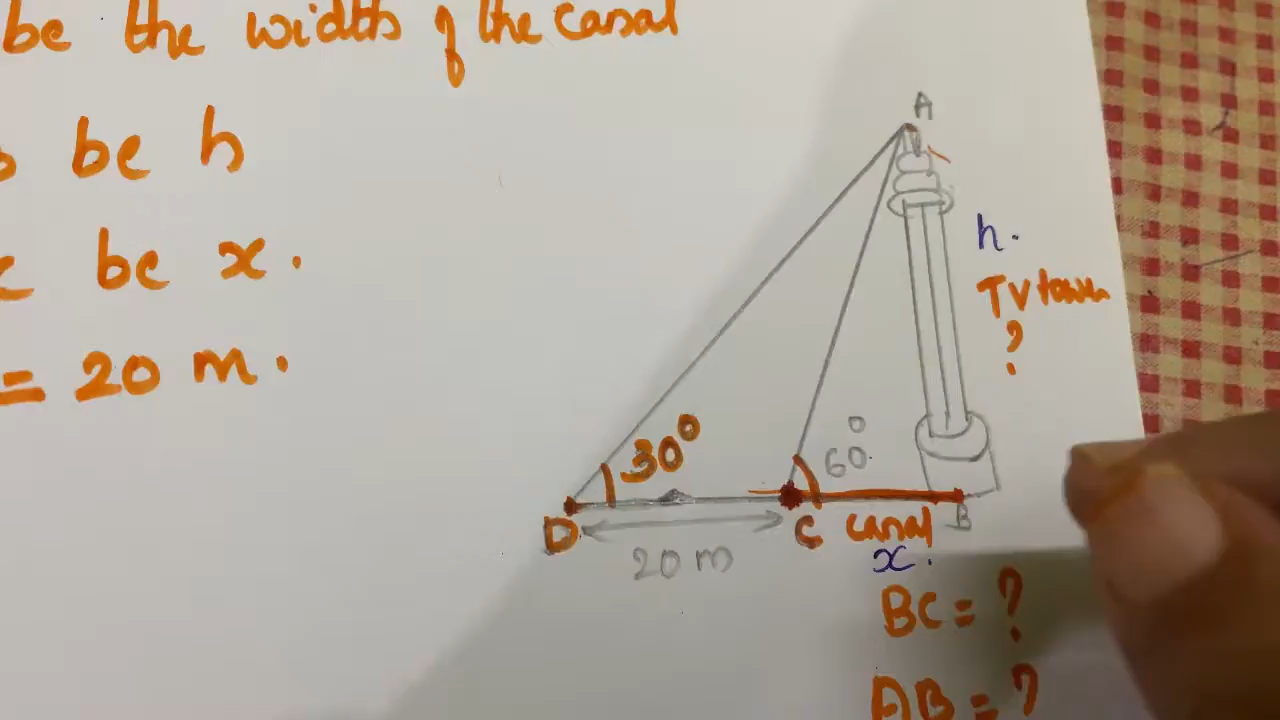 be the width of the canal
be h
be x.
= 20 m.
A
h.
TV tower
?
30°
60°
D
C
canal
B
20 m
x.
BC = ?
AB = ?